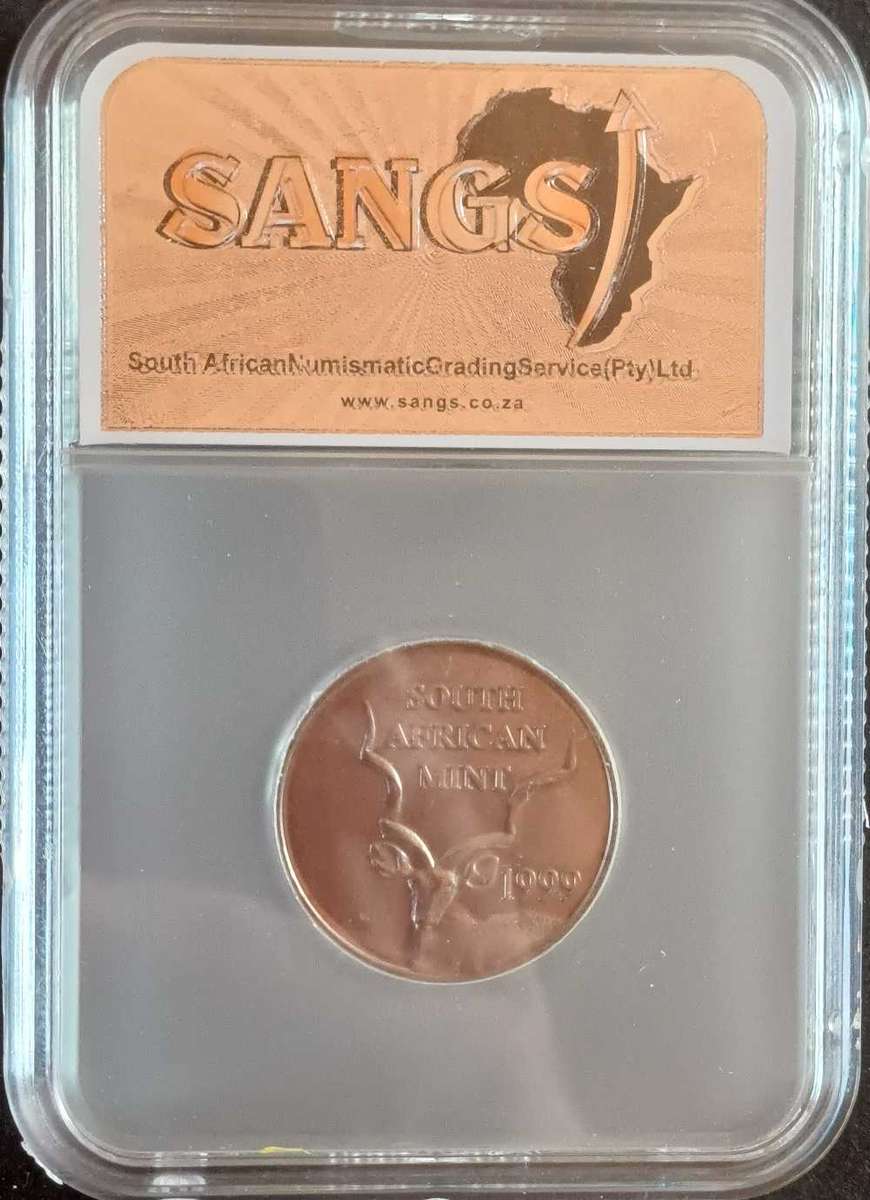 SANGS
South AfricanNumismaticGradingService(Pty)Ltd
www.sangs.co.za
SOUTH
AFRICAN
MINT
1999